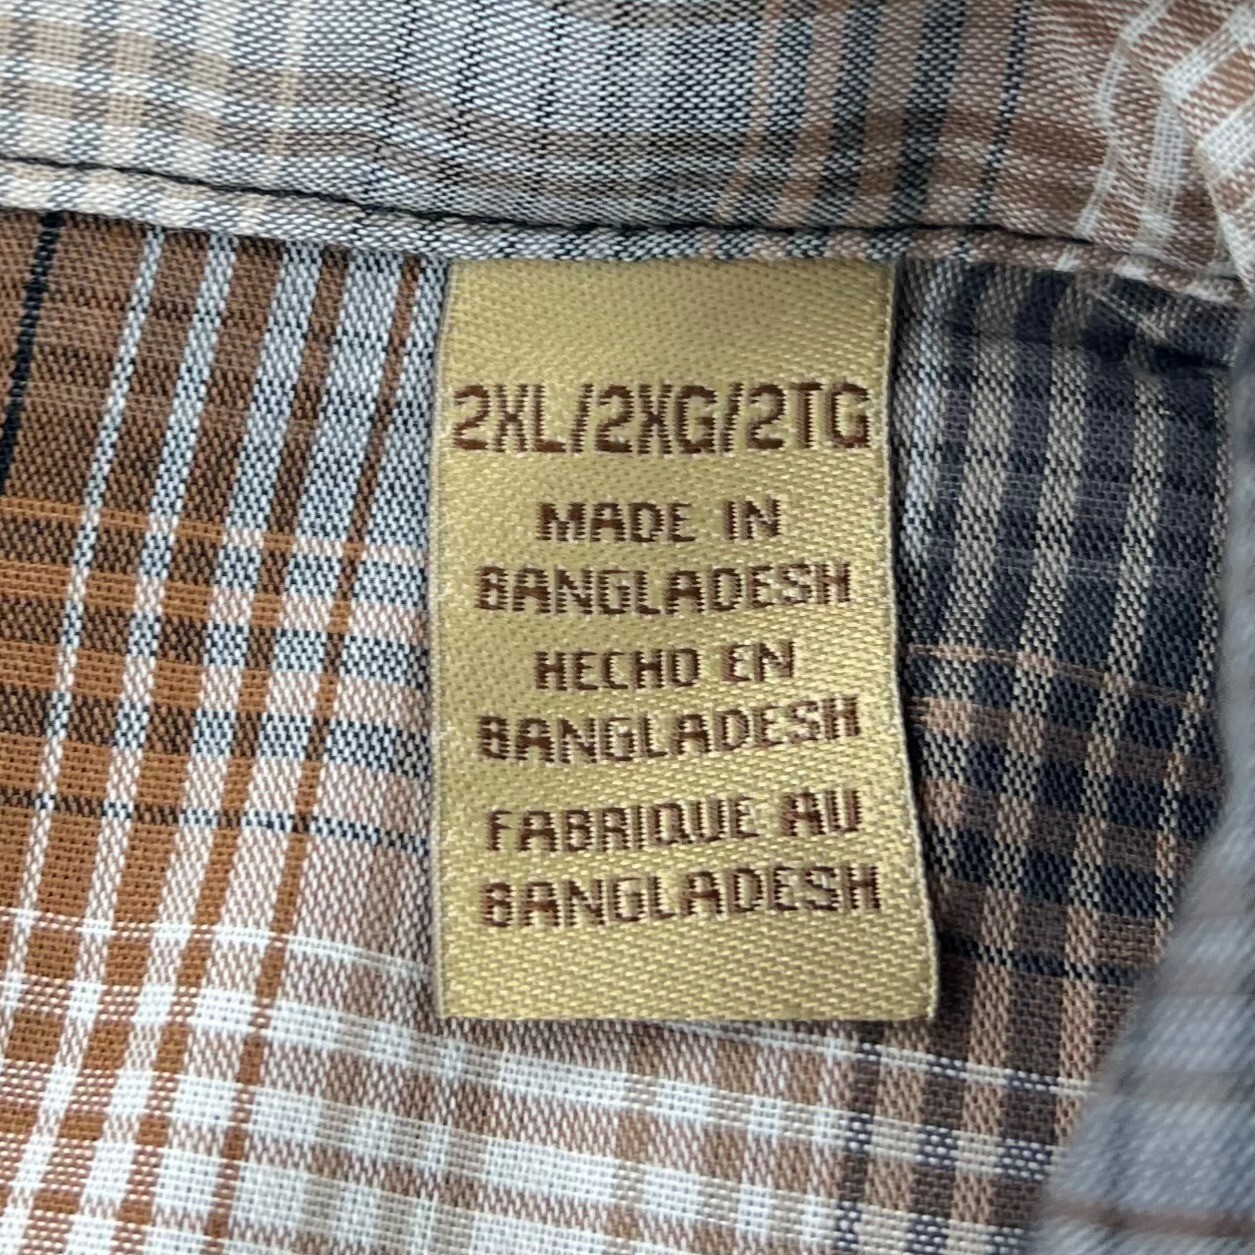 2XL/2XG/2TG
MADE IN
BANGLADESH
HECHO EN
BANGLADESH
FABRIQUE AU
BANGLADESH